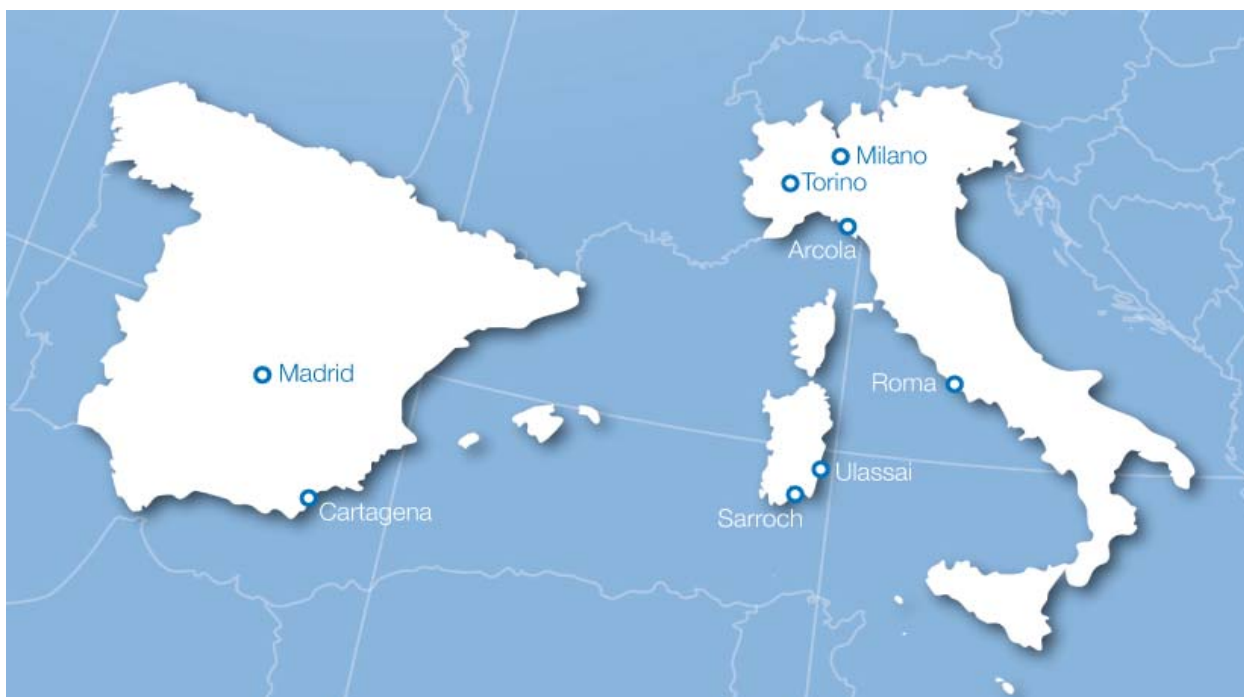 Milano
Torino
Arcola
Madrid
Roma
Ulassai
Sarroch
Cartagena